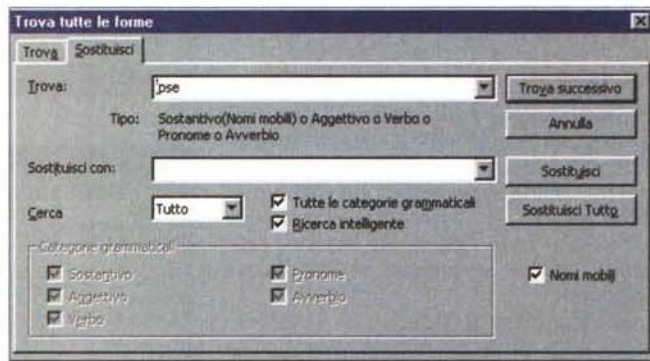 Trova tutte le forme
Trova Sostituisci
Trova: pse Trova successivo
Tipo: Sostantivo(Nomi mobili) o Aggettivo o Verbo o
Pronome o Avverbio
Annulla
Sostituisci con: Sostituisci
Cerca Tutto Tutte le categorie grammaticali Sostituisci Tutto
Ricerca intelligente
Categorie grammaticali
Sostantivo Pronome Nomi mobili
Aggettivo Avverbio
Verbo